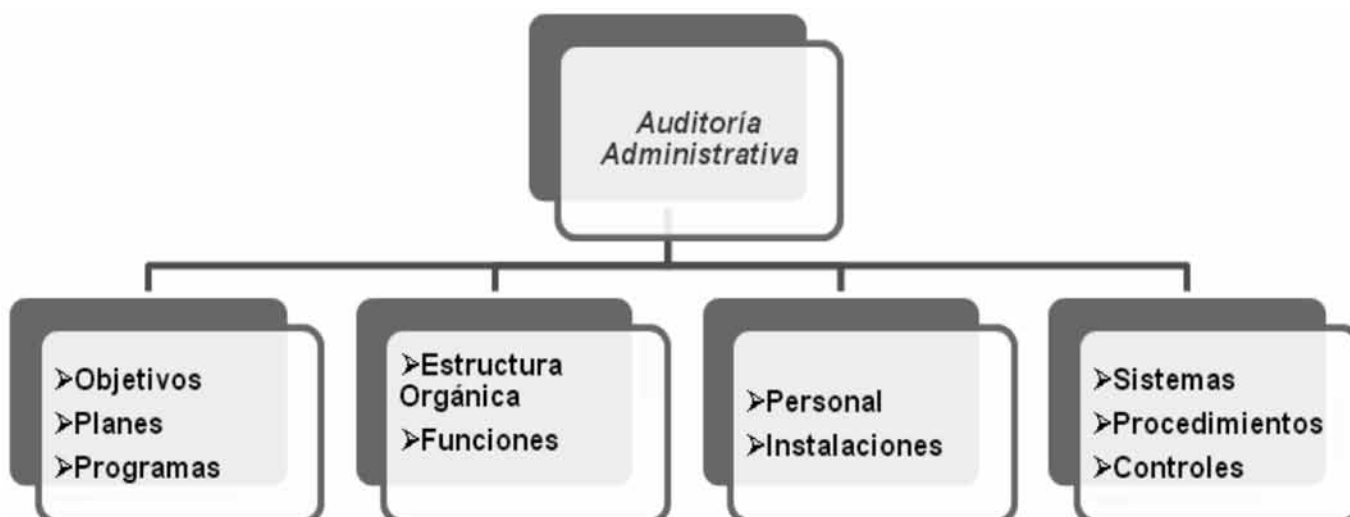 Auditoría
Administrativa
➢Objetivos
➢Planes
➢Programas
➢Estructura
Orgánica
➢Funciones
➢Personal
➢Instalaciones
➢Sistemas
➢Procedimientos
➢Controles